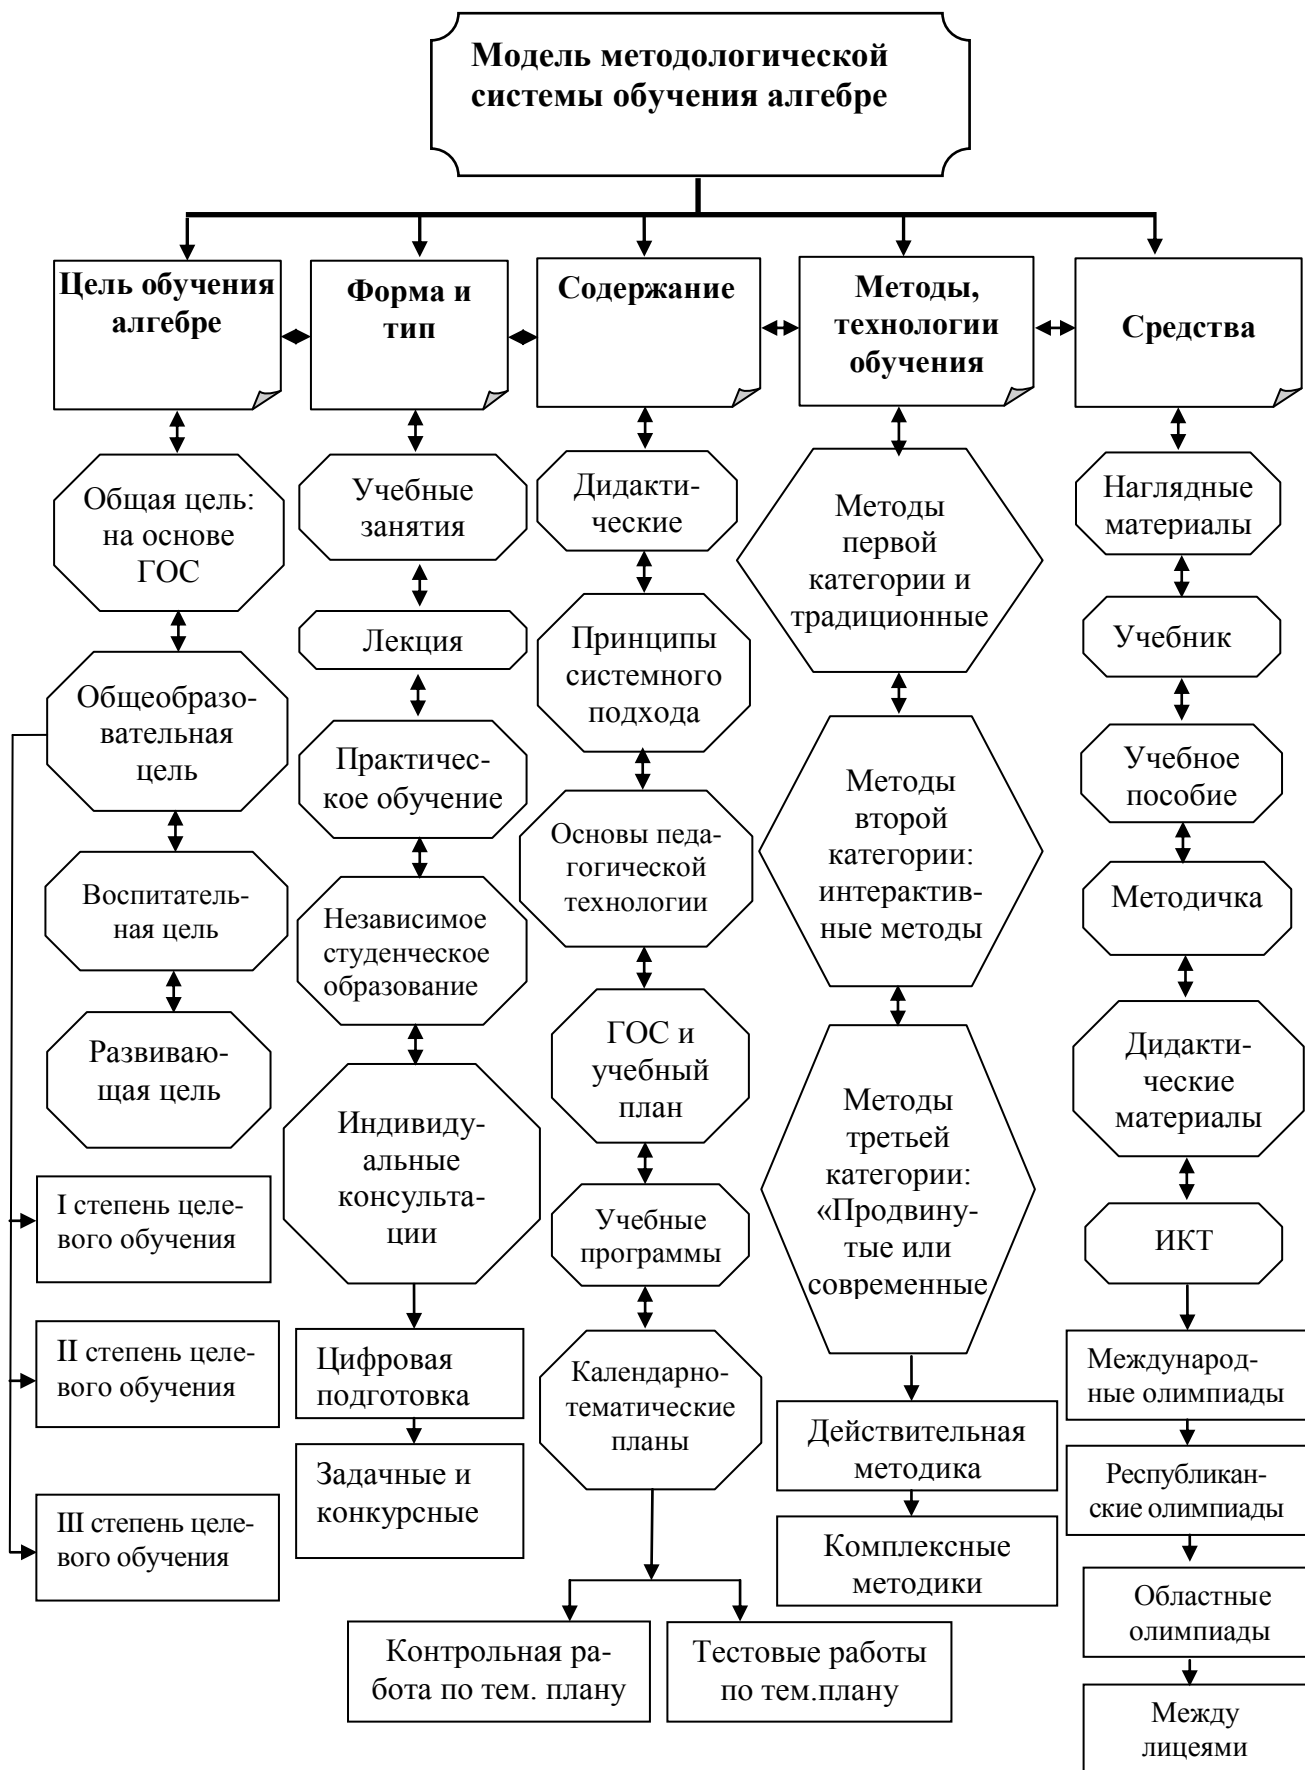 Модель методологической
системы обучения алгебре
Цель обучения
алгебре
Форма и
тип
Содержание
Методы,
технологии
обучения
Средства
Общая цель:
на основе
ГОС
Общеобразо-
вательная
цель
Воспитатель-
ная цель
Развиваю-
щая цель
I степень целе-
вого обучения
II степень целе-
вого обучения
III степень целе-
вого обучения
Учебные
занятия
Лекция
Практичес-
кое обучение
Независимое
студенческое
образование
Индивиду-
альные
консульта-
ции
Цифровая
подготовка
Задачные и
конкурсные
Дидакти-
ческие
Принципы
системного
подхода
Основы педа-
гогической
технологии
ГОС и
учебный
план
Учебные
программы
Календарно-
тематические
планы
Контрольная ра-
бота по тем. плану
Тестовые работы
по тем.плану
Методы
первой
категории и
традиционные
Методы
второй
категории:
интерактив-
ные методы
Методы
третьей
категории:
«Продвину-
тые или
современные
Действительная
методика
Комплексные
методики
Наглядные
материалы
Учебник
Учебное
пособие
Методичка
Дидакти-
ческие
материалы
ИКТ
Международ-
ные олимпиады
Республикан-
ские олимпиады
Областные
олимпиады
Между
лицеями